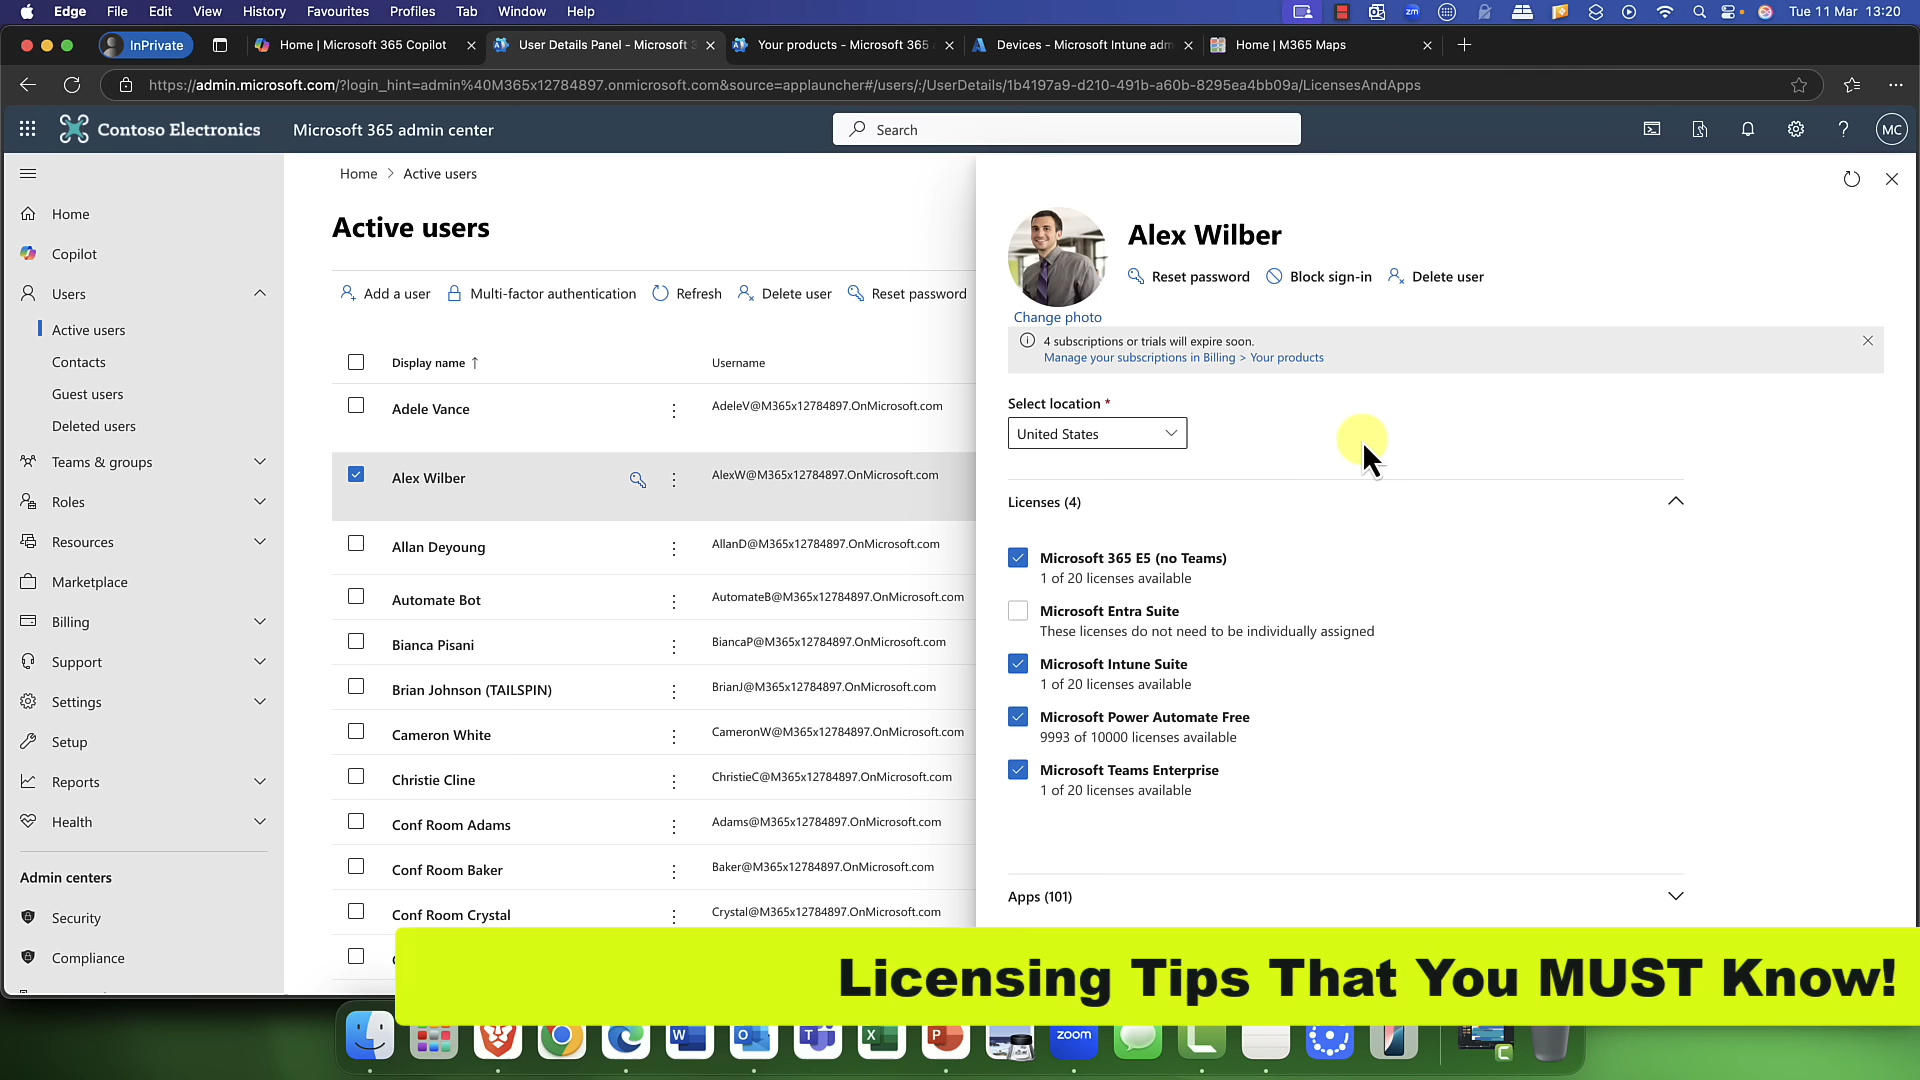 Edge File Edit View History Favourites Profiles Tab Window Help
zm
Tue 11 Mar 13:20
InPrivate
Home | Microsoft 365 Copilot
User Details Panel - Microsoft 3
Your products - Microsoft 365 a
Devices - Microsoft Intune adm
Home | M365 Maps
https://admin.microsoft.com/?login_hint=admin%40M365x12784897.onmicrosoft.com&source=applauncher#/users/:/UserDetails/1b4197a9-d210-491b-a60b-8295ea4bb09a/LicensesAndApps
Contoso Electronics
Microsoft 365 admin center
Search
MC
Home
Copilot
Users
Active users
Contacts
Guest users
Deleted users
Teams & groups
Roles
Resources
Marketplace
Billing
Support
Settings
Setup
Reports
Health
Admin centers
Security
Compliance
Home > Active users
Active users
Add a user
Multi-factor authentication
Refresh
Delete user
Reset password
Display name ↑
Username
Adele Vance
AdeleV@M365x12784897.OnMicrosoft.com
Alex Wilber
AlexW@M365x12784897.OnMicrosoft.com
Allan Deyoung
AllanD@M365x12784897.OnMicrosoft.com
Automate Bot
AutomateB@M365x12784897.OnMicrosoft.com
Bianca Pisani
BiancaP@M365x12784897.OnMicrosoft.com
Brian Johnson (TAILSPIN)
BrianJ@M365x12784897.OnMicrosoft.com
Cameron White
CameronW@M365x12784897.OnMicrosoft.com
Christie Cline
ChristieC@M365x12784897.OnMicrosoft.com
Conf Room Adams
Adams@M365x12784897.OnMicrosoft.com
Conf Room Baker
Baker@M365x12784897.OnMicrosoft.com
Conf Room Crystal
Crystal@M365x12784897.OnMicrosoft.com
Alex Wilber
Reset password
Block sign-in
Delete user
Change photo
4 subscriptions or trials will expire soon.
Manage your subscriptions in Billing > Your products
Select location *
United States
Licenses (4)
Microsoft 365 E5 (no Teams)
1 of 20 licenses available
Microsoft Entra Suite
These licenses do not need to be individually assigned
Microsoft Intune Suite
1 of 20 licenses available
Microsoft Power Automate Free
9993 of 10000 licenses available
Microsoft Teams Enterprise
1 of 20 licenses available
Apps (101)
Licensing Tips That You MUST Know!
W
O
T
X
P
zoom